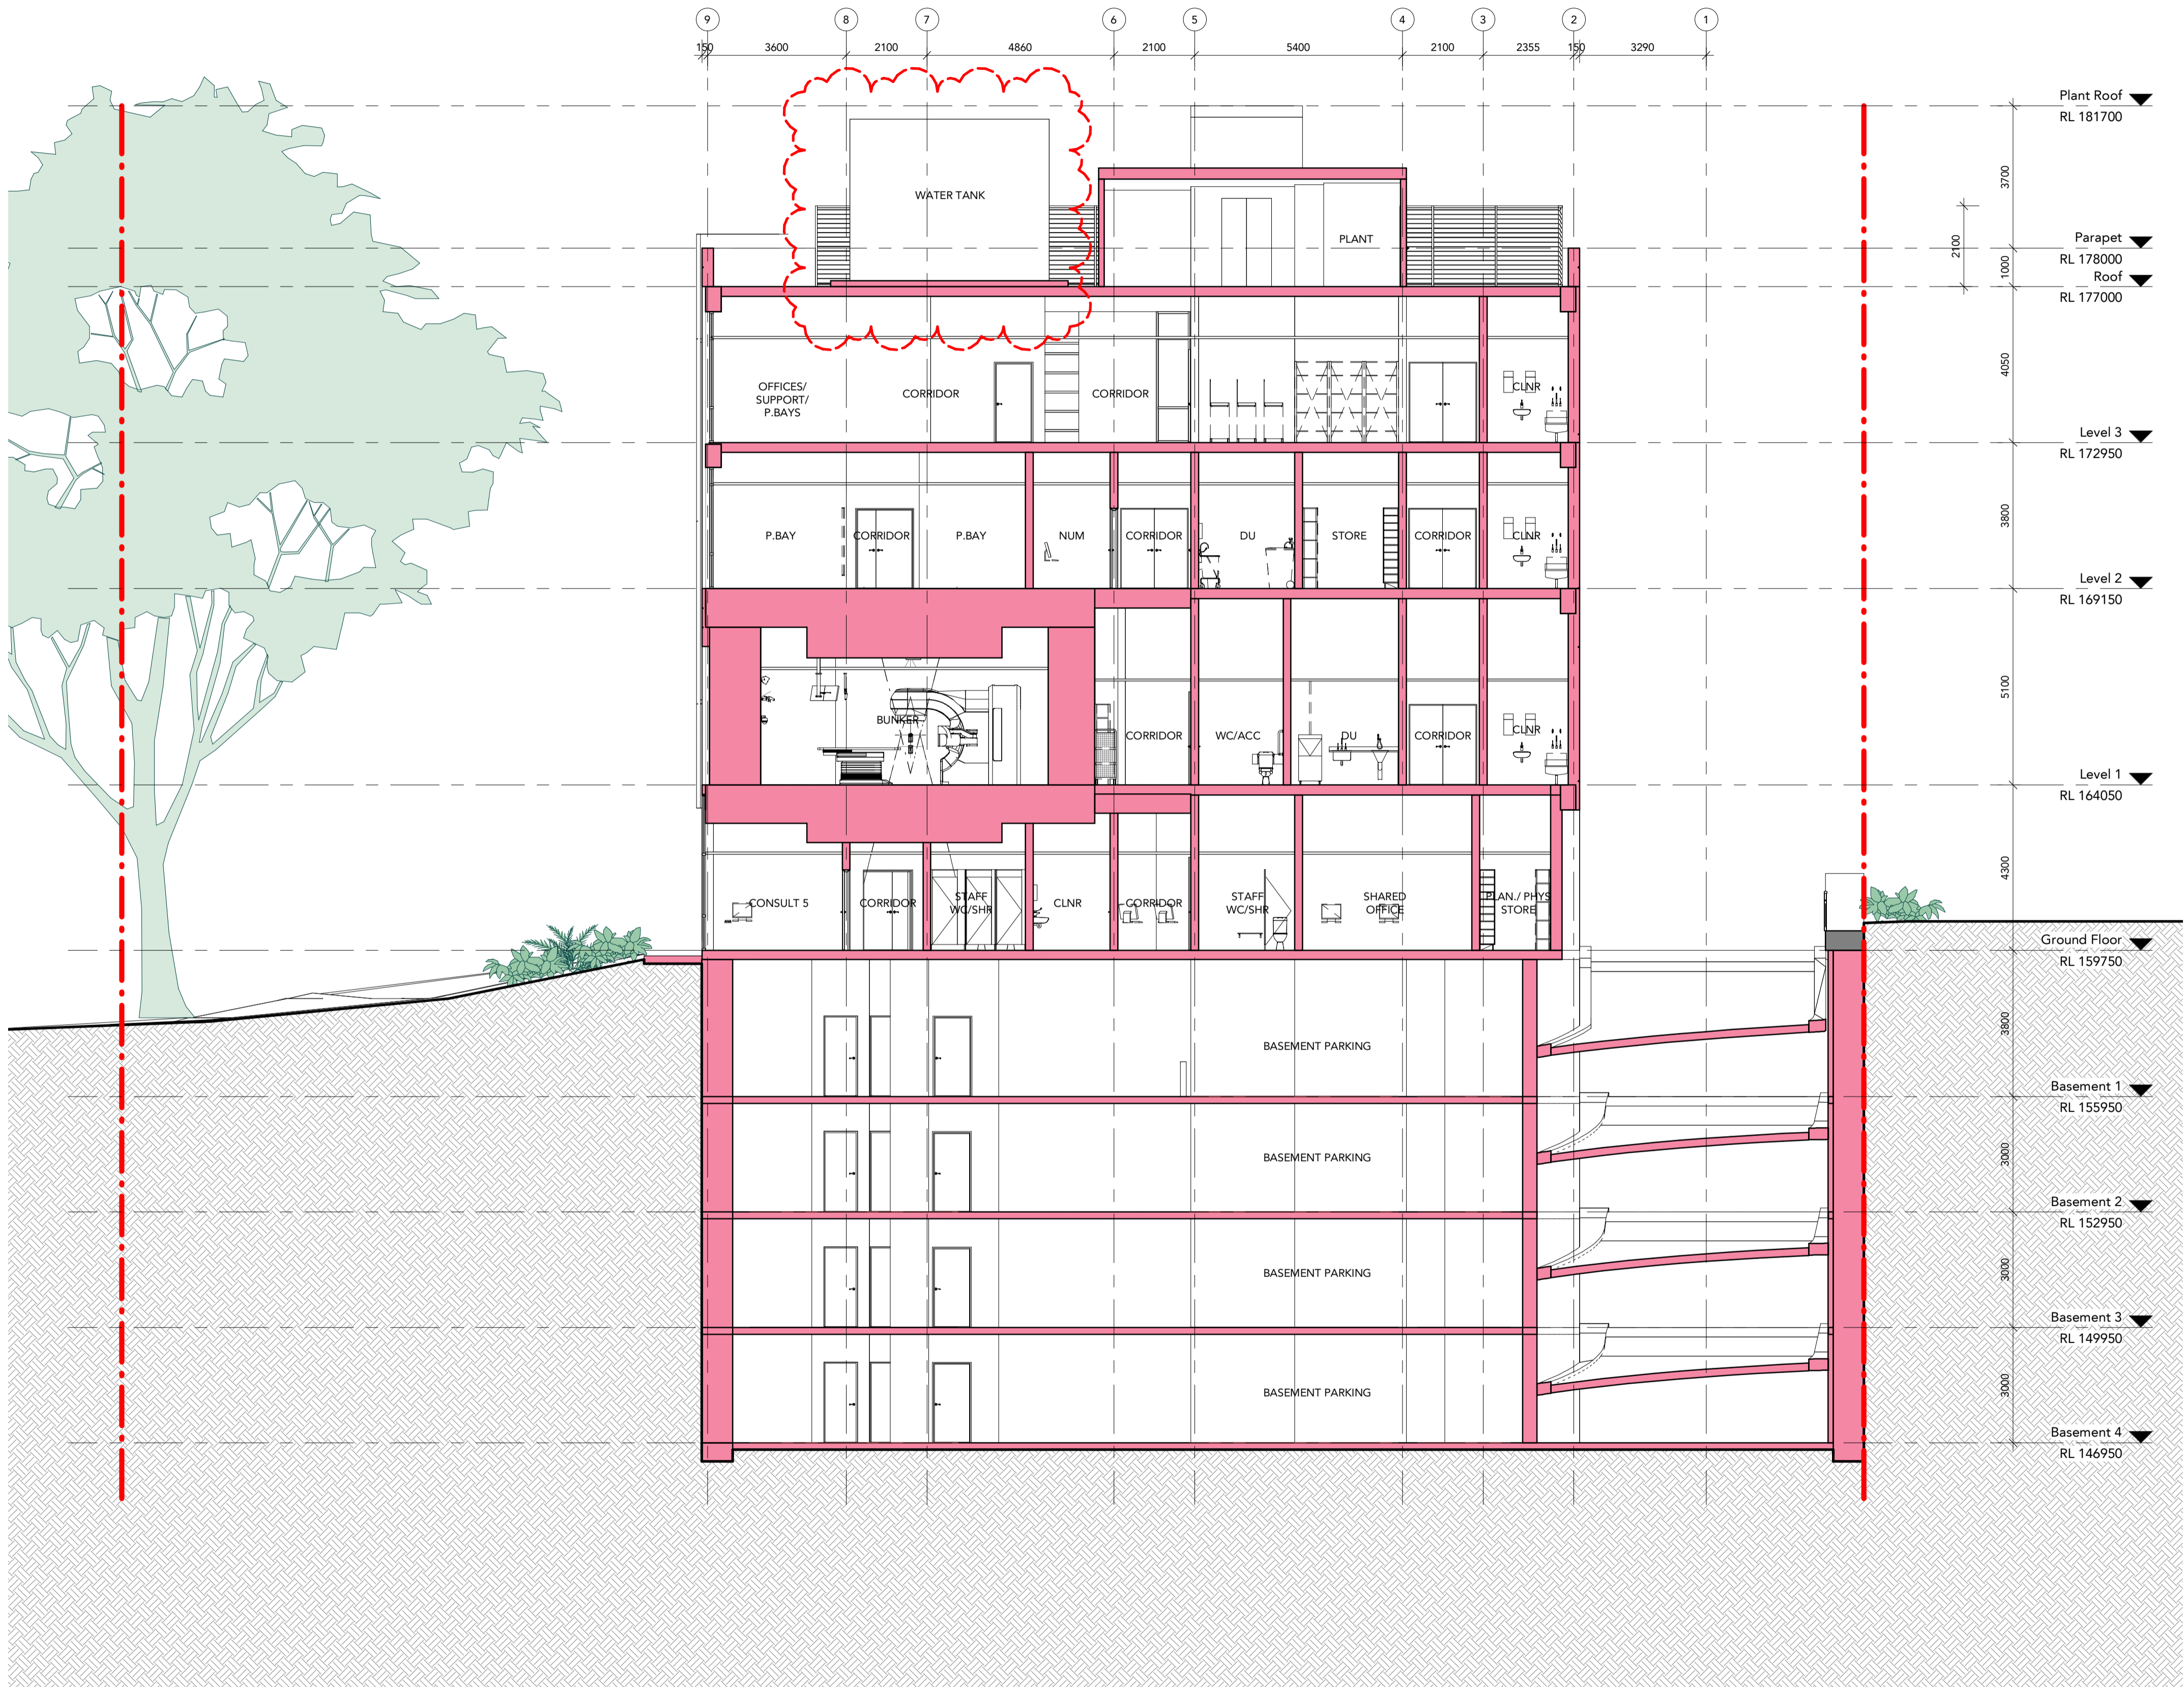 9 8 7 6 5 4 3 2 1
150 3600 2100 4860 2100 5400 2100 2355 150 3290
Plant Roof
RL 181700
3700
WATER TANK
PLANT
2100
Parapet
RL 178000
1000
Roof
RL 177000
4050
OFFICES/
SUPPORT/
P.BAYS
CORRIDOR
CORRIDOR
CLNR
Level 3
RL 172950
3800
P.BAY
CORRIDOR
P.BAY
NUM
CORRIDOR
DU
STORE
CORRIDOR
CLNR
Level 2
RL 169150
5100
BUNKER
CORRIDOR
WC/ACC
DU
CORRIDOR
CLNR
Level 1
RL 164050
4300
CONSULT 5
CORRIDOR
STAFF
WC/SHR
CLNR
CORRIDOR
STAFF
WC/SHR
SHARED
OFFICE
PLAN./ PHYS
STORE
Ground Floor
RL 159750
3800
BASEMENT PARKING
Basement 1
RL 155950
3000
BASEMENT PARKING
Basement 2
RL 152950
3000
BASEMENT PARKING
Basement 3
RL 149950
3000
BASEMENT PARKING
Basement 4
RL 146950